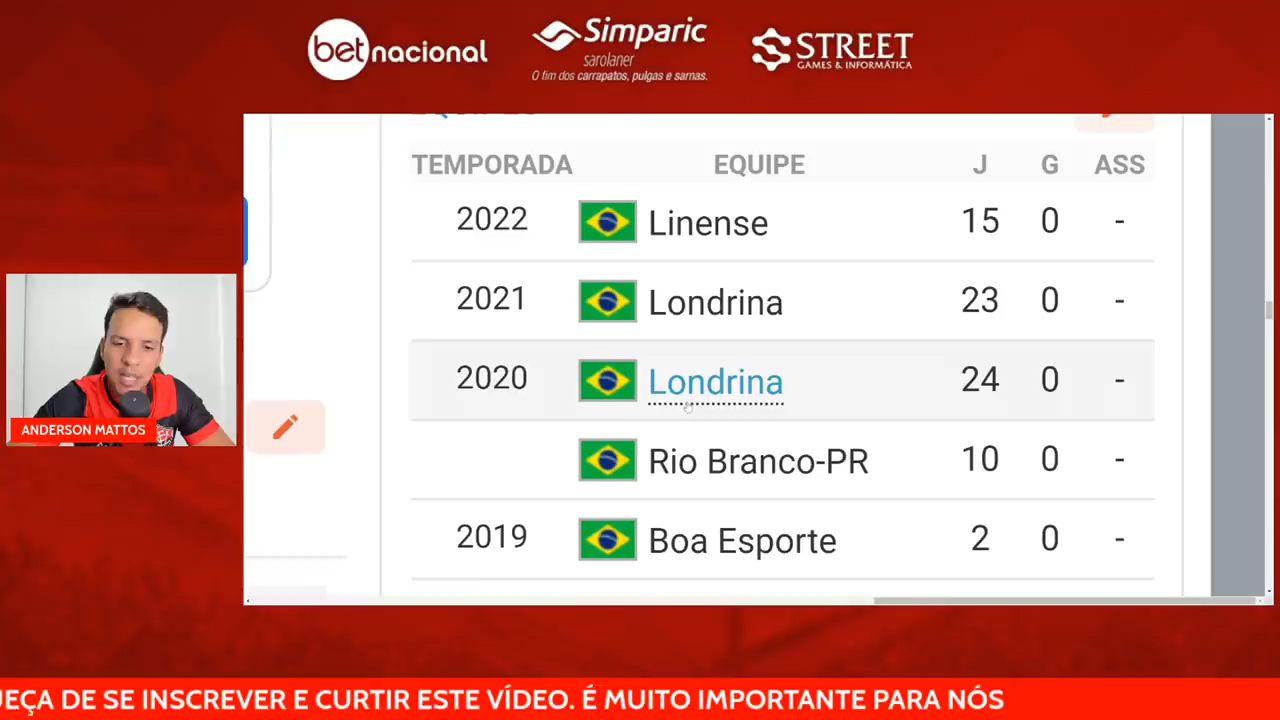 betnacional
Simparic
sarolaner
O fim dos carrapatos, pulgas e sarnas.
STREET
GAMES & INFORMÁTICA
TEMPORADA EQUIPE J G ASS
2022 Linense 15 0 -
2021 Londrina 23 0 -
2020 Londrina 24 0 -
Rio Branco-PR 10 0 -
2019 Boa Esporte 2 0 -
ANDERSON MATTOS
UEÇA DE SE INSCREVER E CURTIR ESTE VÍDEO. É MUITO IMPORTANTE PARA NÓS